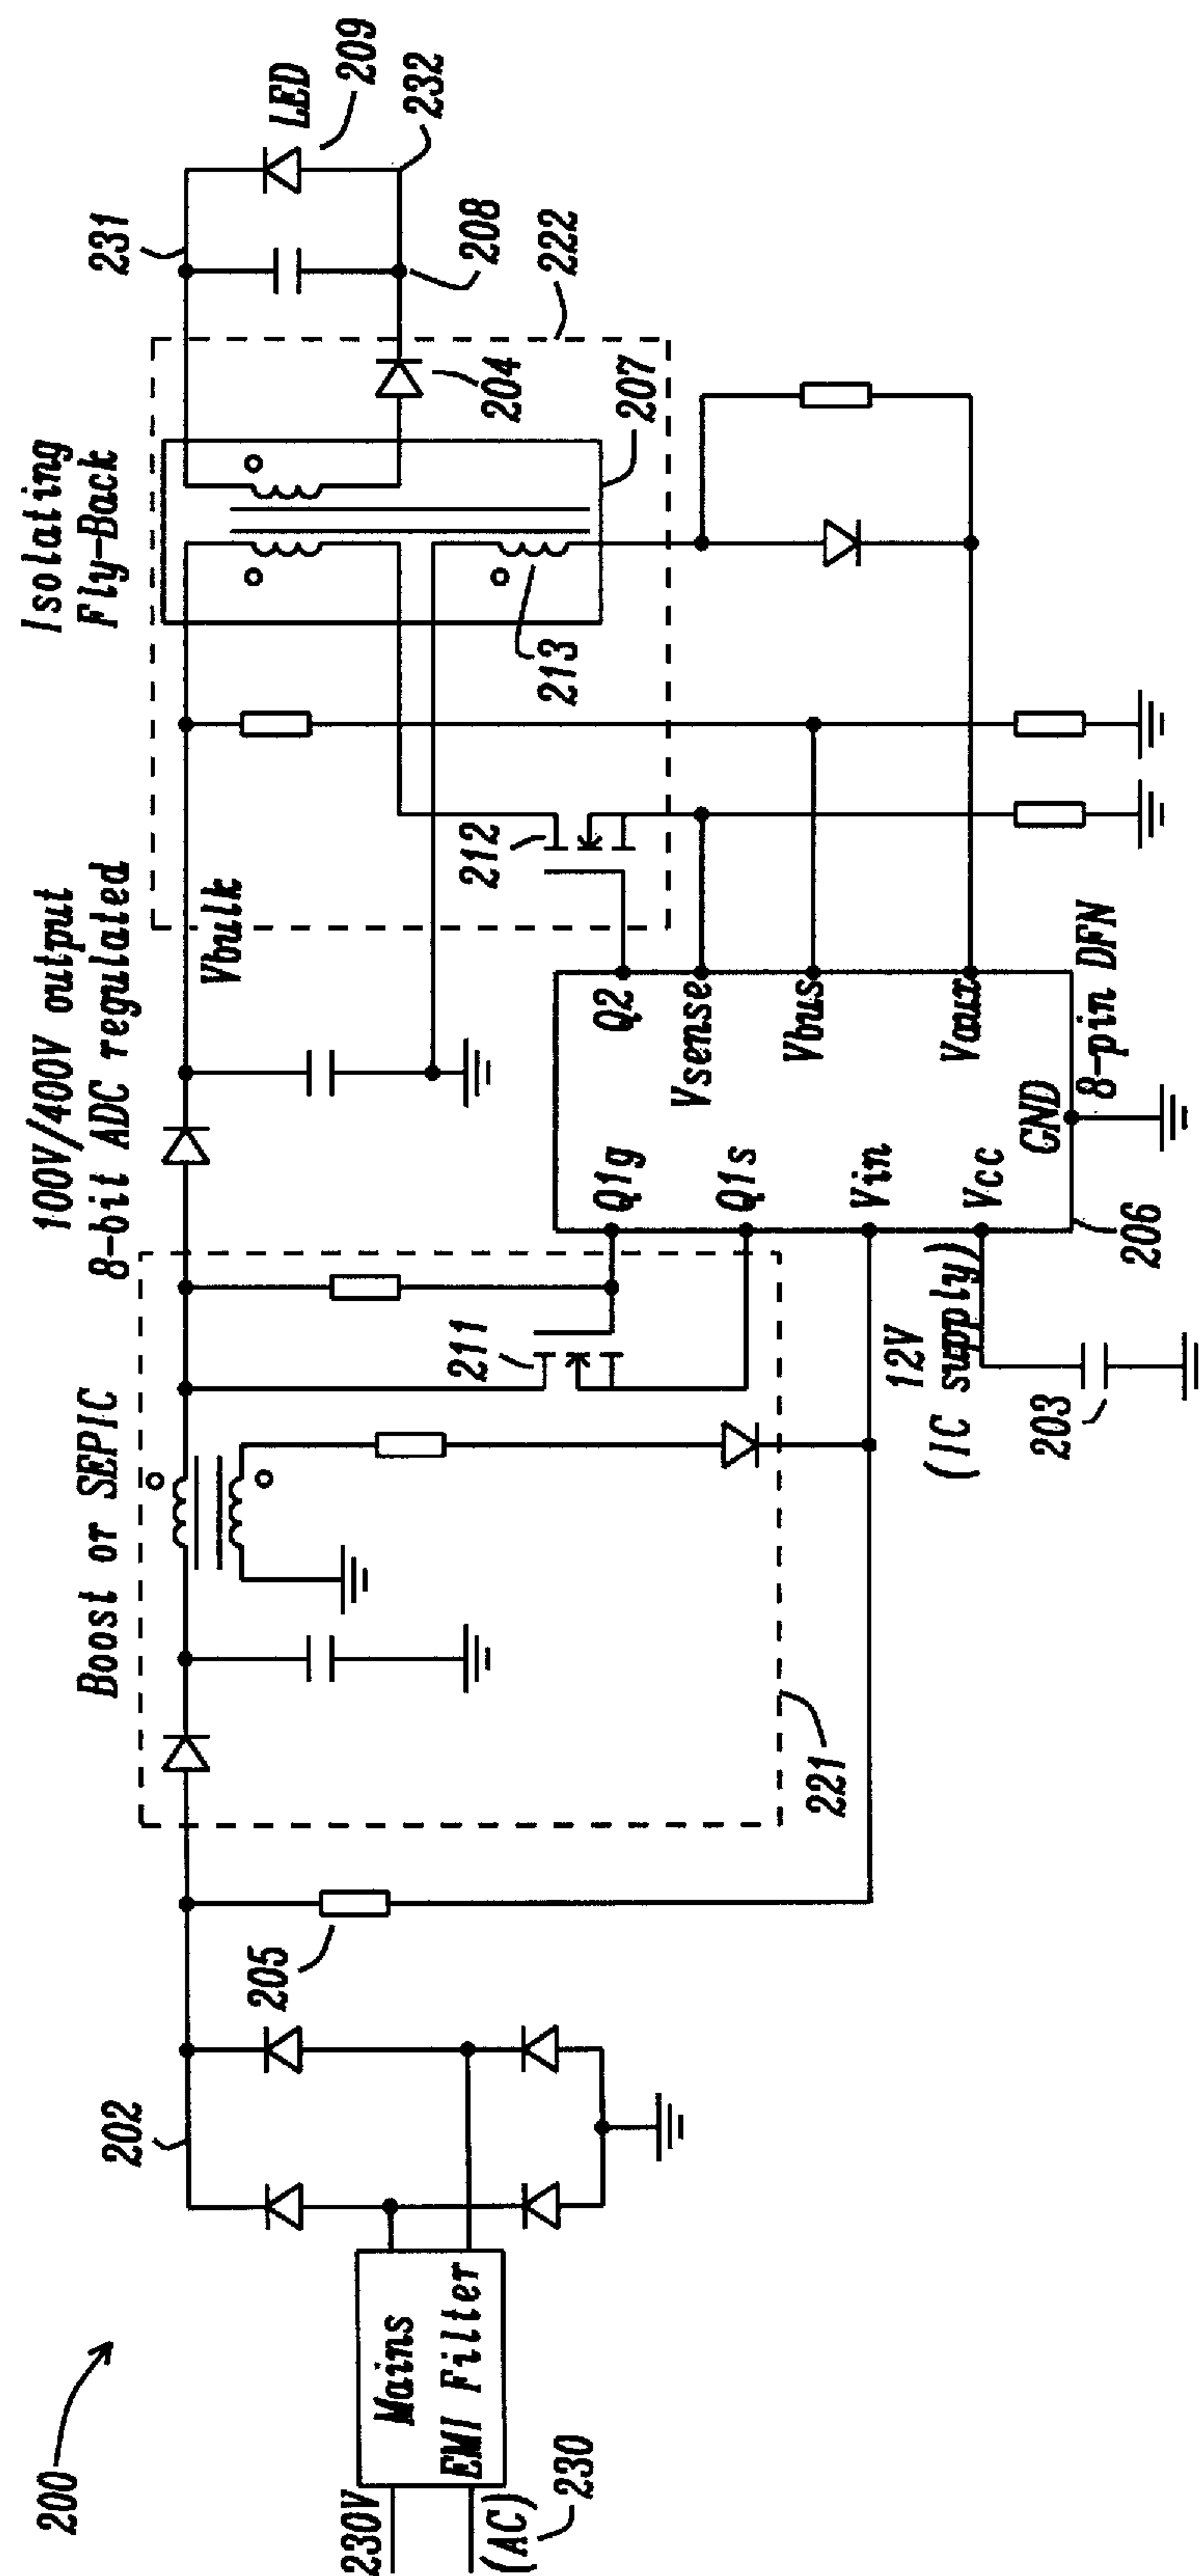 200
230V
(AC)
230
Mains
EMI Filter
202
205
Boost or SEPIC
221
211
100V/400V output
8-bit ADC regulated
Vbulk
Isolating
Fly-Back
231
LED
209
232
208
222
204
207
213
212
Q1g
Q1s
Vin
Vcc
GND
Q2
Vsense
Vbus
Vaux
8-pin DFN
206
12V
(IC supply)
203